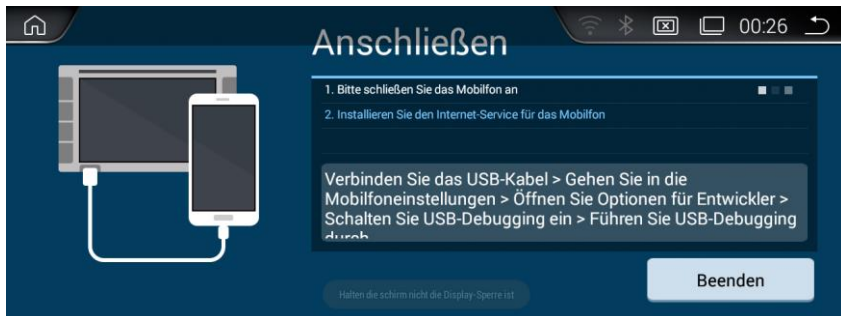 00:26
Anschließen
1. Bitte schließen Sie das Mobilfon an
2. Installieren Sie den Internet-Service für das Mobilfon
Verbinden Sie das USB-Kabel > Gehen Sie in die
Mobilfoneinstellungen > Öffnen Sie Optionen für Entwickler >
Schalten Sie USB-Debugging ein > Führen Sie USB-Debugging
durch
Halten die schirm nicht die Display-Sperre ist
Beenden